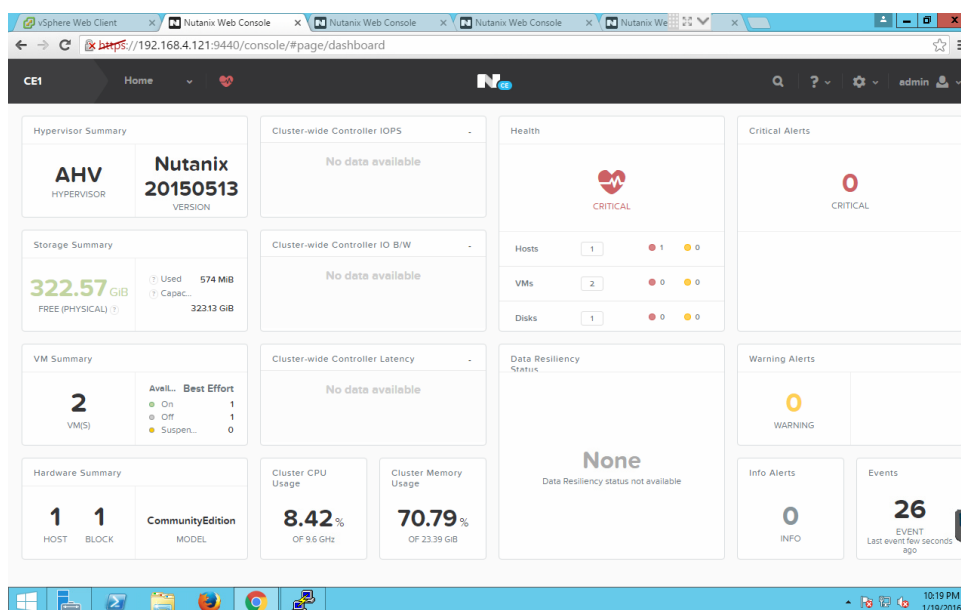 vSphere Web Client
Nutanix Web Console
Nutanix Web Console
Nutanix Web Console
Nutanix We
https://192.168.4.121:9440/console/#page/dashboard
CE1
Home
N CE
?
admin
Hypervisor Summary
AHV
HYPERVISOR
Nutanix
20150513
VERSION
Cluster-wide Controller IOPS -
No data available
Health
CRITICAL
Hosts 1 1 0
VMs 2 0 0
Disks 1 0 0
Critical Alerts
0
CRITICAL
Storage Summary
322.57 GiB
FREE (PHYSICAL) ?
? Used 574 MiB
? Capac...
323.13 GiB
Cluster-wide Controller IO B/W -
No data available
VM Summary
2
VM(S)
Avail... Best Effort
On 1
Off 1
Suspen... 0
Cluster-wide Controller Latency -
No data available
Data Resiliency
Status
None
Data Resiliency status not available
Warning Alerts
0
WARNING
Hardware Summary
1
HOST
1
BLOCK
CommunityEdition
MODEL
Cluster CPU
Usage
8.42 %
OF 9.6 GHz
Cluster Memory
Usage
70.79 %
OF 23.39 GiB
Info Alerts
0
INFO
Events
26
EVENT
Last event few seconds
ago
10:19 PM
1/19/2016